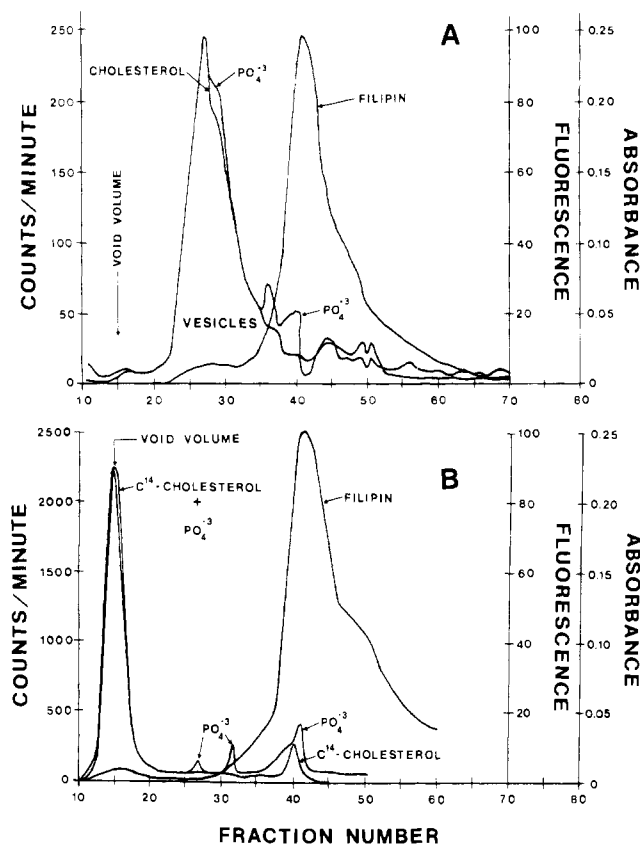 A
250
200
150
100
50
0
COUNTS/MINUTE
CHOLESTEROL
PO4-3
FILIPIN
VOID VOLUME
VESICLES
PO4-3
100
80
60
40
20
0
FLUORESCENCE
0.25
0.20
0.15
0.10
0.05
0
ABSORBANCE
10 20 30 40 50 60 70 80
B
2500
2000
1500
1000
500
0
COUNTS/MINUTE
VOID VOLUME
C14-CHOLESTEROL
+
PO4-3
FILIPIN
PO4-3
PO4-3
C14-CHOLESTEROL
100
80
60
40
20
0
FLUORESCENCE
0.25
0.20
0.15
0.10
0.05
0
ABSORBANCE
10 20 30 40 50 60 70 80
FRACTION NUMBER